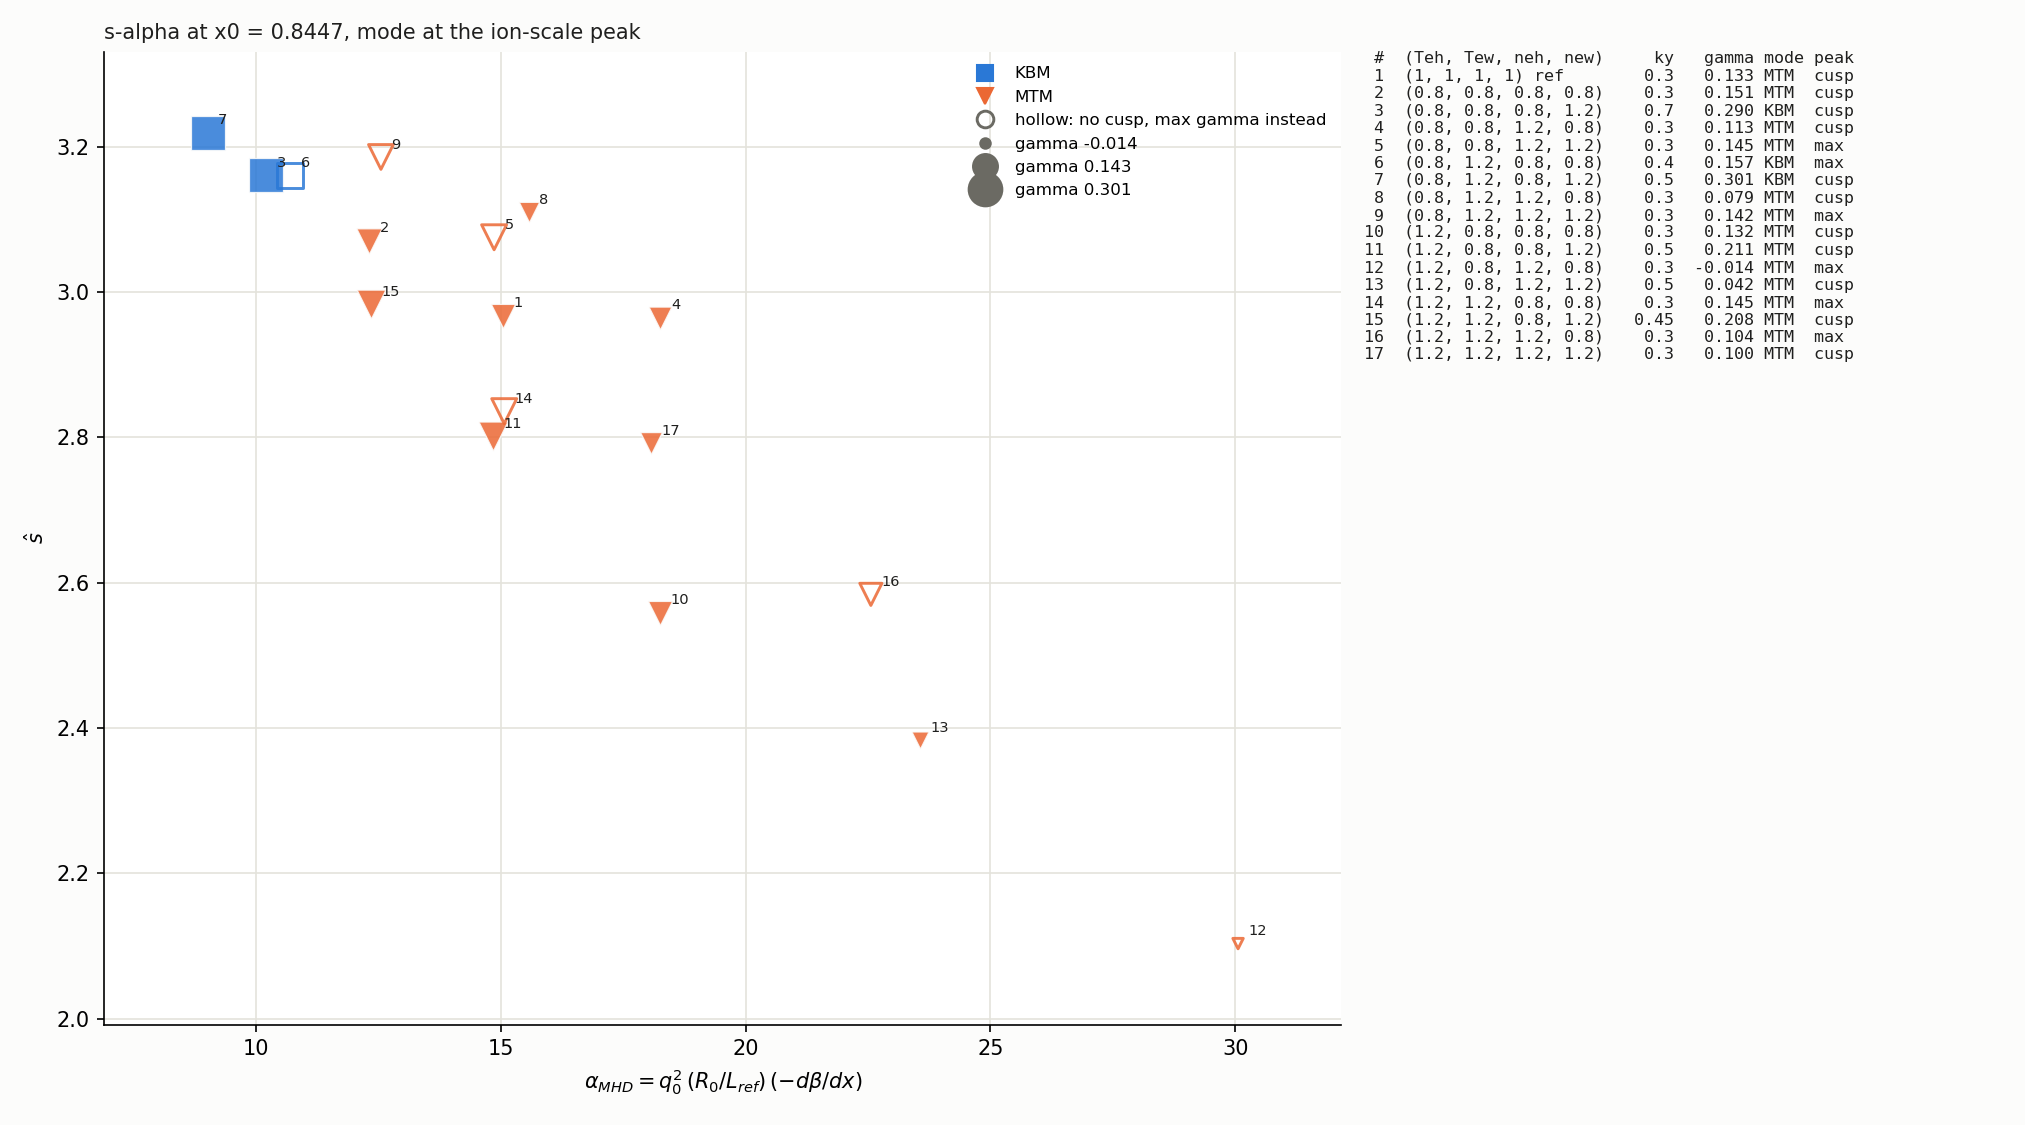 s-alpha at x0 = 0.8447, mode at the ion-scale peak
KBM
MTM
hollow: no cusp, max gamma instead
gamma -0.014
gamma 0.143
gamma 0.301
7
3
6
9
8
2
5
15
1
4
14
11
17
16
10
13
12
3.2
3.0
2.8
2.6
2.4
2.2
2.0
ŝ
10 15 20 25 30
α_MHD = q_0^2 (R_0/L_ref) (−dβ/dx)
# (Teh, Tew, neh, new) ky gamma mode peak
1 (1, 1, 1, 1) ref 0.3 0.133 MTM cusp
2 (0.8, 0.8, 0.8, 0.8) 0.3 0.151 MTM cusp
3 (0.8, 0.8, 0.8, 1.2) 0.7 0.290 KBM cusp
4 (0.8, 0.8, 1.2, 0.8) 0.3 0.113 MTM cusp
5 (0.8, 0.8, 1.2, 1.2) 0.3 0.145 MTM max
6 (0.8, 1.2, 0.8, 0.8) 0.4 0.157 KBM max
7 (0.8, 1.2, 0.8, 1.2) 0.5 0.301 KBM cusp
8 (0.8, 1.2, 1.2, 0.8) 0.3 0.079 MTM cusp
9 (0.8, 1.2, 1.2, 1.2) 0.3 0.142 MTM max
10 (1.2, 0.8, 0.8, 0.8) 0.3 0.132 MTM cusp
11 (1.2, 0.8, 0.8, 1.2) 0.5 0.211 MTM cusp
12 (1.2, 0.8, 1.2, 0.8) 0.3 -0.014 MTM max
13 (1.2, 0.8, 1.2, 1.2) 0.5 0.042 MTM cusp
14 (1.2, 1.2, 0.8, 0.8) 0.3 0.145 MTM max
15 (1.2, 1.2, 0.8, 1.2) 0.45 0.208 MTM cusp
16 (1.2, 1.2, 1.2, 0.8) 0.3 0.104 MTM max
17 (1.2, 1.2, 1.2, 1.2) 0.3 0.100 MTM cusp